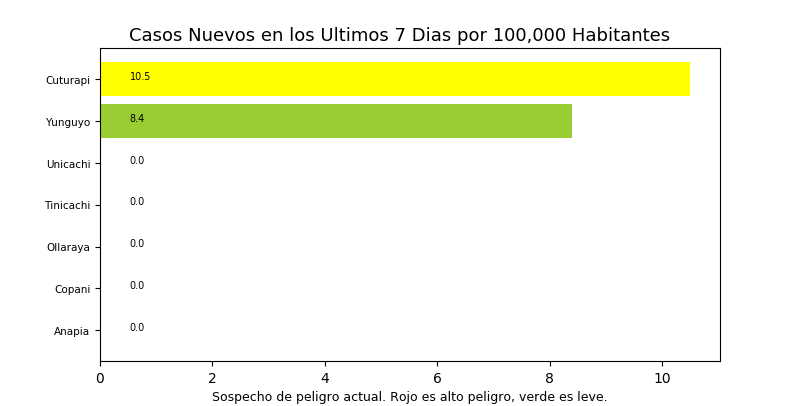 Casos Nuevos en los Ultimos 7 Dias por 100,000 Habitantes
Cuturapi 10.5
Yunguyo 8.4
Unicachi 0.0
Tinicachi 0.0
Ollaraya 0.0
Copani 0.0
Anapia 0.0
0 2 4 6 8 10
Sospecho de peligro actual. Rojo es alto peligro, verde es leve.